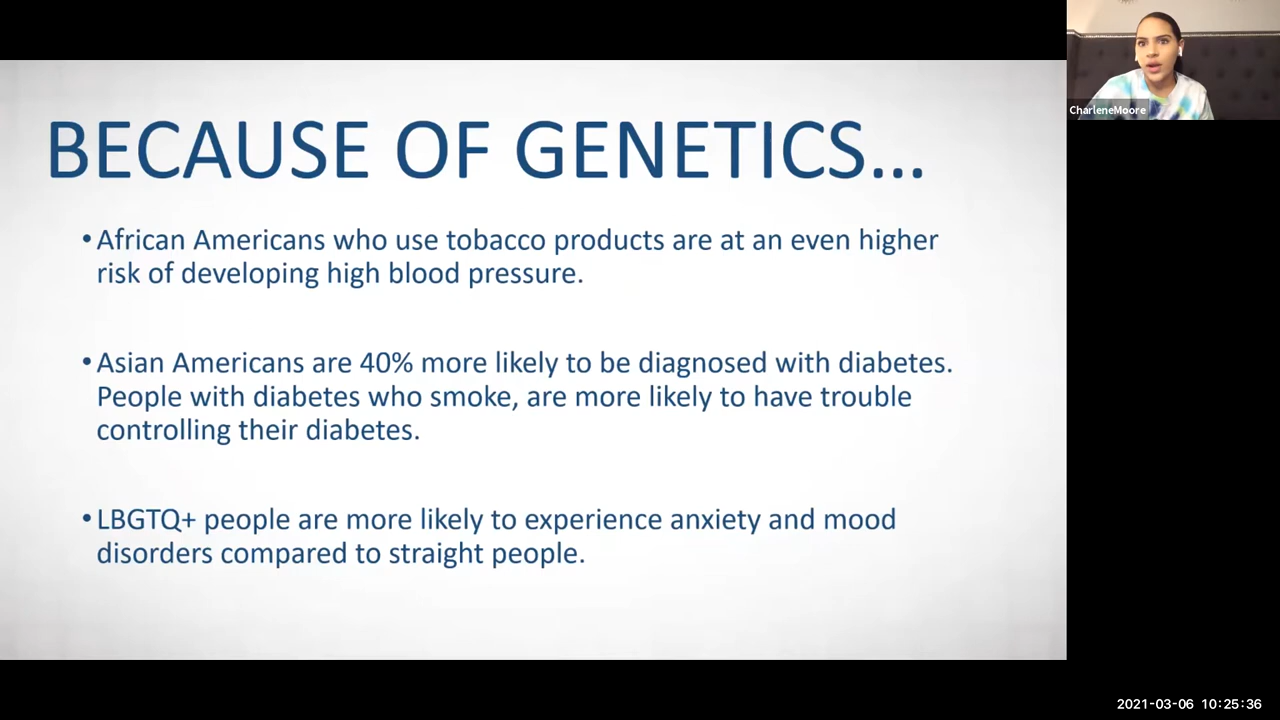 BECAUSE OF GENETICS...
•African Americans who use tobacco products are at an even higher
risk of developing high blood pressure.
•Asian Americans are 40% more likely to be diagnosed with diabetes.
People with diabetes who smoke, are more likely to have trouble
controlling their diabetes.
•LBGTQ+ people are more likely to experience anxiety and mood
disorders compared to straight people.
CharleneMoore
2021-03-06 10:25:36